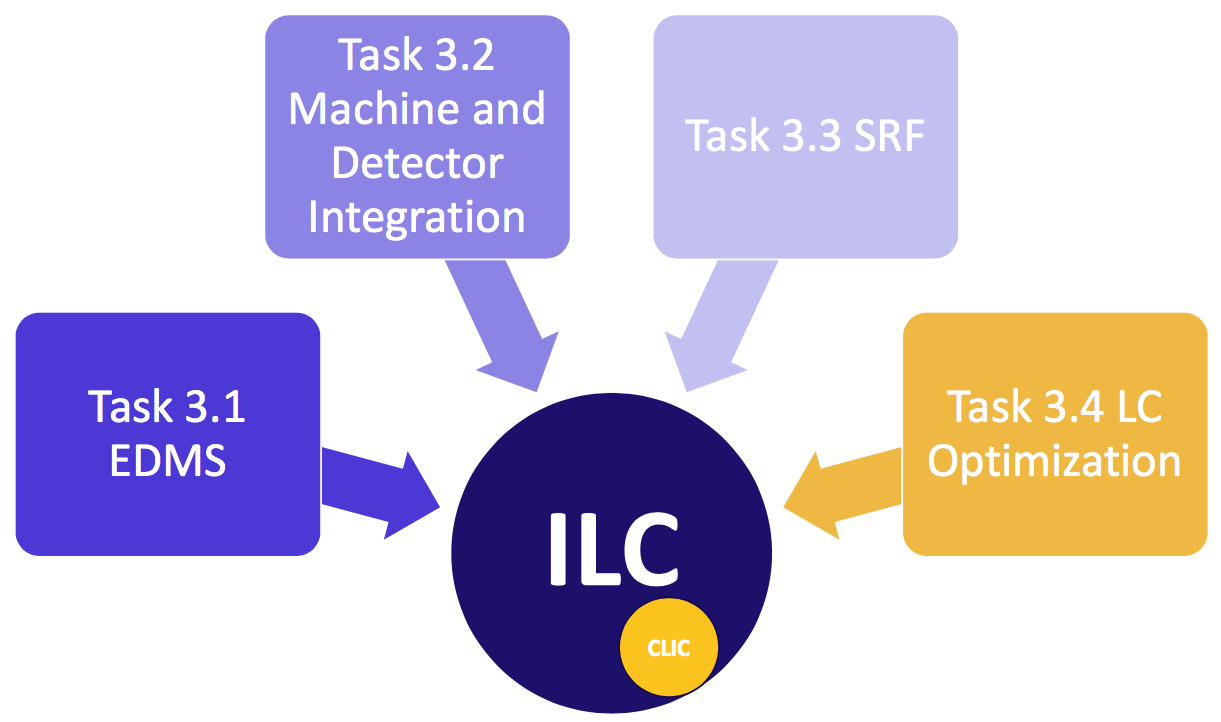 Task 3.2
Machine and
Detector
Integration
Task 3.3 SRF
Task 3.1
EDMS
Task 3.4 LC
Optimization
ILC
CLIC